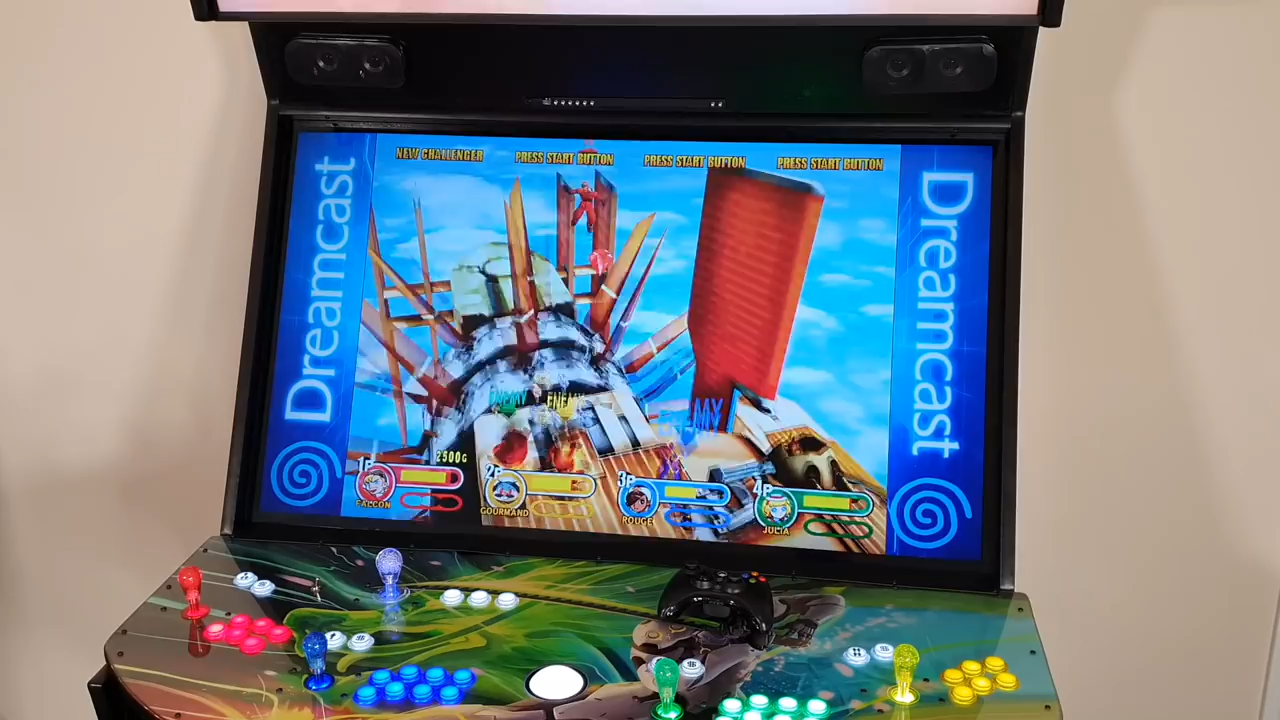 NEW CHALLENGER
PRESS START BUTTON
PRESS START BUTTON
PRESS START BUTTON
Dreamcast
Dreamcast
ENEMY
ENEMY
ENEMY
2500G
1P
FALCON
2P
GOURMAND
3P
ROUGE
4P
JULIA